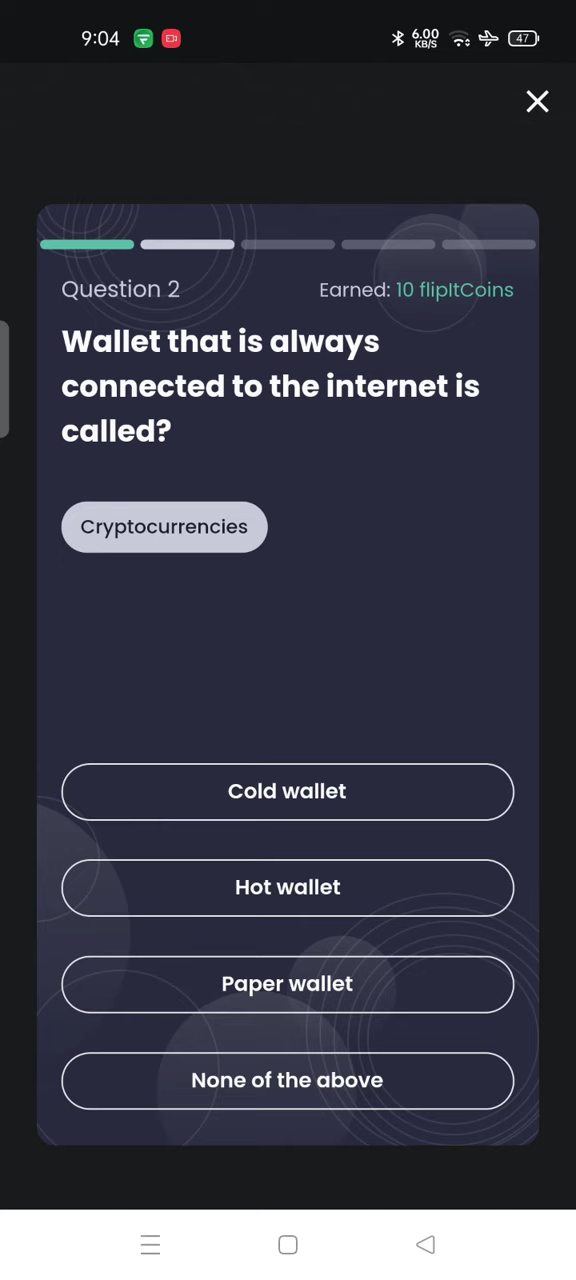 9:04
6.00
KB/S
47
Question 2
Earned: 10 flipItCoins
Wallet that is always
connected to the internet is
called?
Cryptocurrencies
Cold wallet
Hot wallet
Paper wallet
None of the above